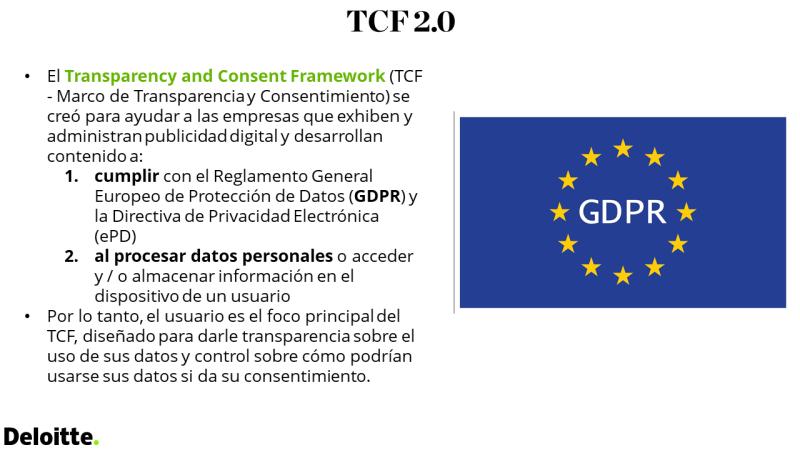 TCF 2.0
• El Transparency and Consent Framework (TCF
- Marco de Transparencia y Consentimiento) se
creó para ayudar a las empresas que exhiben y
administran publicidad digital y desarrollan
contenido a:
1. cumplir con el Reglamento General
Europeo de Protección de Datos (GDPR) y
la Directiva de Privacidad Electrónica
(ePD)
2. al procesar datos personales o acceder
y / o almacenar información en el
dispositivo de un usuario
• Por lo tanto, el usuario es el foco principal del
TCF, diseñado para darle transparencia sobre el
uso de sus datos y control sobre cómo podrían
usarse sus datos si da su consentimiento.
GDPR
Deloitte.